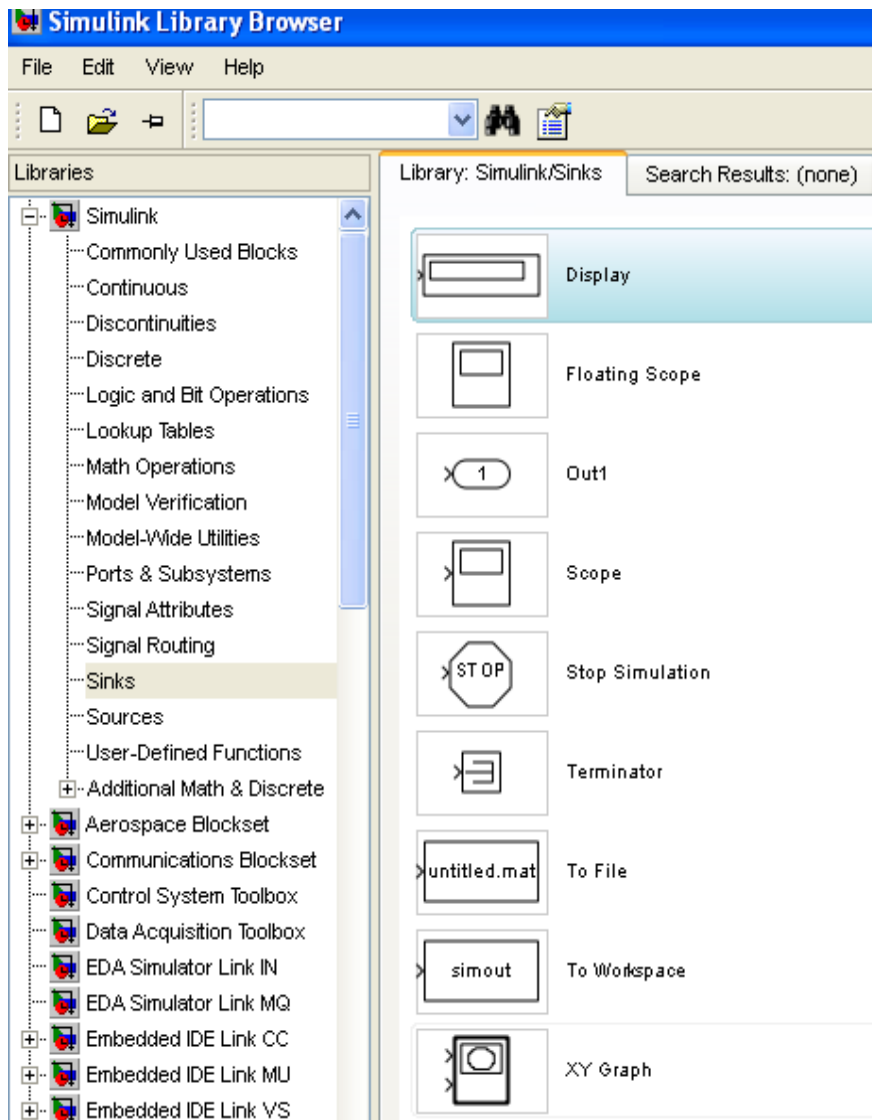 Simulink Library Browser
File Edit View Help
Libraries
Simulink
Commonly Used Blocks
Continuous
Discontinuities
Discrete
Logic and Bit Operations
Lookup Tables
Math Operations
Model Verification
Model-Wide Utilities
Ports & Subsystems
Signal Attributes
Signal Routing
Sinks
Sources
User-Defined Functions
Additional Math & Discrete
Aerospace Blockset
Communications Blockset
Control System Toolbox
Data Acquisition Toolbox
EDA Simulator Link IN
EDA Simulator Link MQ
Embedded IDE Link CC
Embedded IDE Link MU
Embedded IDE Link VS
Library: Simulink/Sinks Search Results: (none)
Display
Floating Scope
1 Out1
Scope
STOP Stop Simulation
Terminator
untitled.mat To File
simout To Workspace
XY Graph